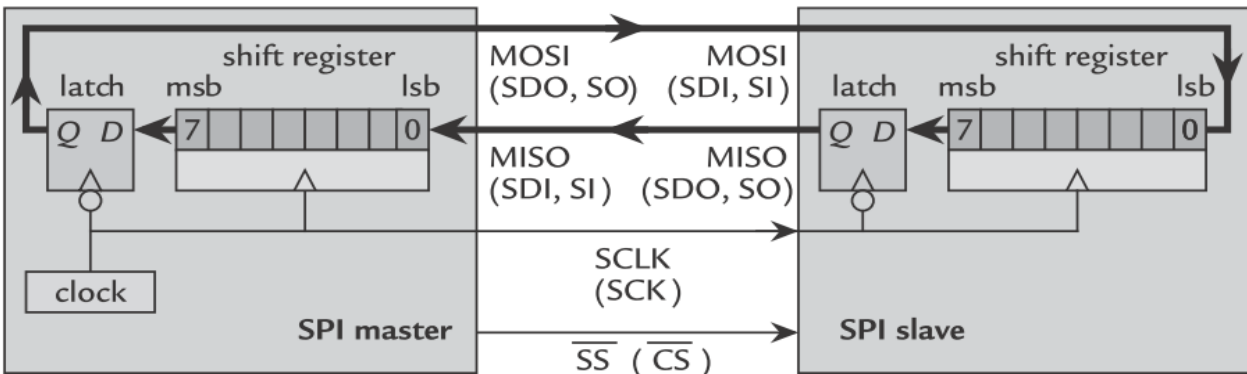 shift register
latch msb lsb
Q D 7 0
MOSI
(SDO, SO)
MISO
(SDI, SI)
clock
SPI master
MOSI
(SDI, SI)
MISO
(SDO, SO)
SCLK
(SCK)
SS (CS)
shift register
latch msb lsb
Q D 7 0
SPI slave